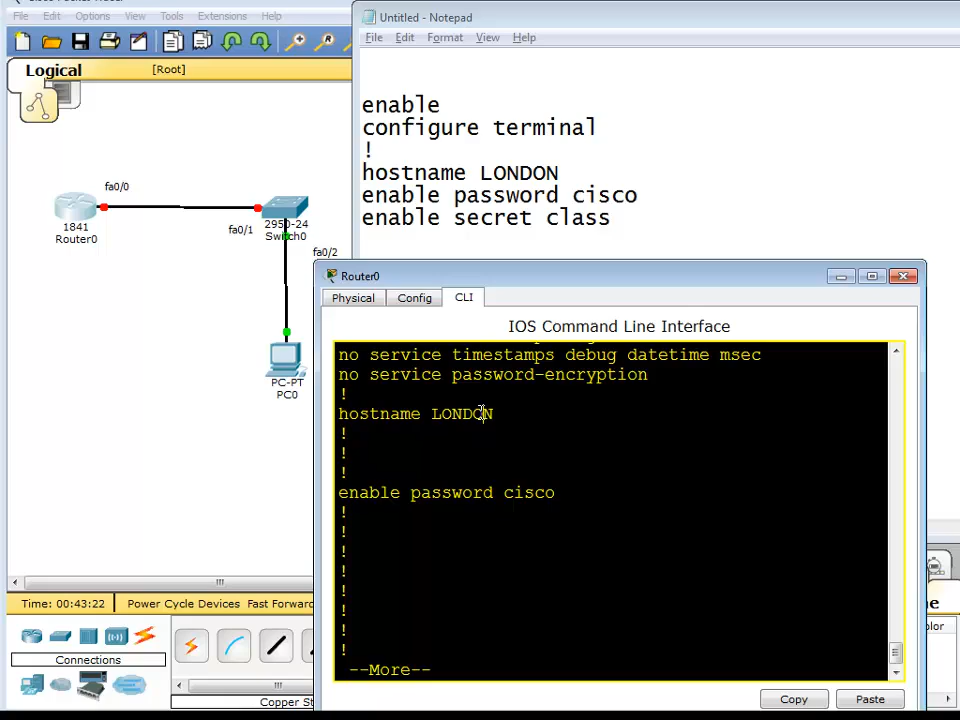 File Edit Options View Tools Extensions Help
Logical [Root]
fa0/0
1841
Router0
fa0/1
2950-24
Switch0
fa0/2
PC-PT
PC0
Time: 00:43:22 Power Cycle Devices Fast Forward
Connections
Copper
Untitled - Notepad
File Edit Format View Help
enable
configure terminal
!
hostname LONDON
enable password cisco
enable secret class
Router0
Physical Config CLI
IOS Command Line Interface
no service timestamps debug datetime msec
no service password-encryption
!
hostname LONDON
!
!
!
enable password cisco
!
!
!
!
!
!
!
!
--More--
Copy Paste